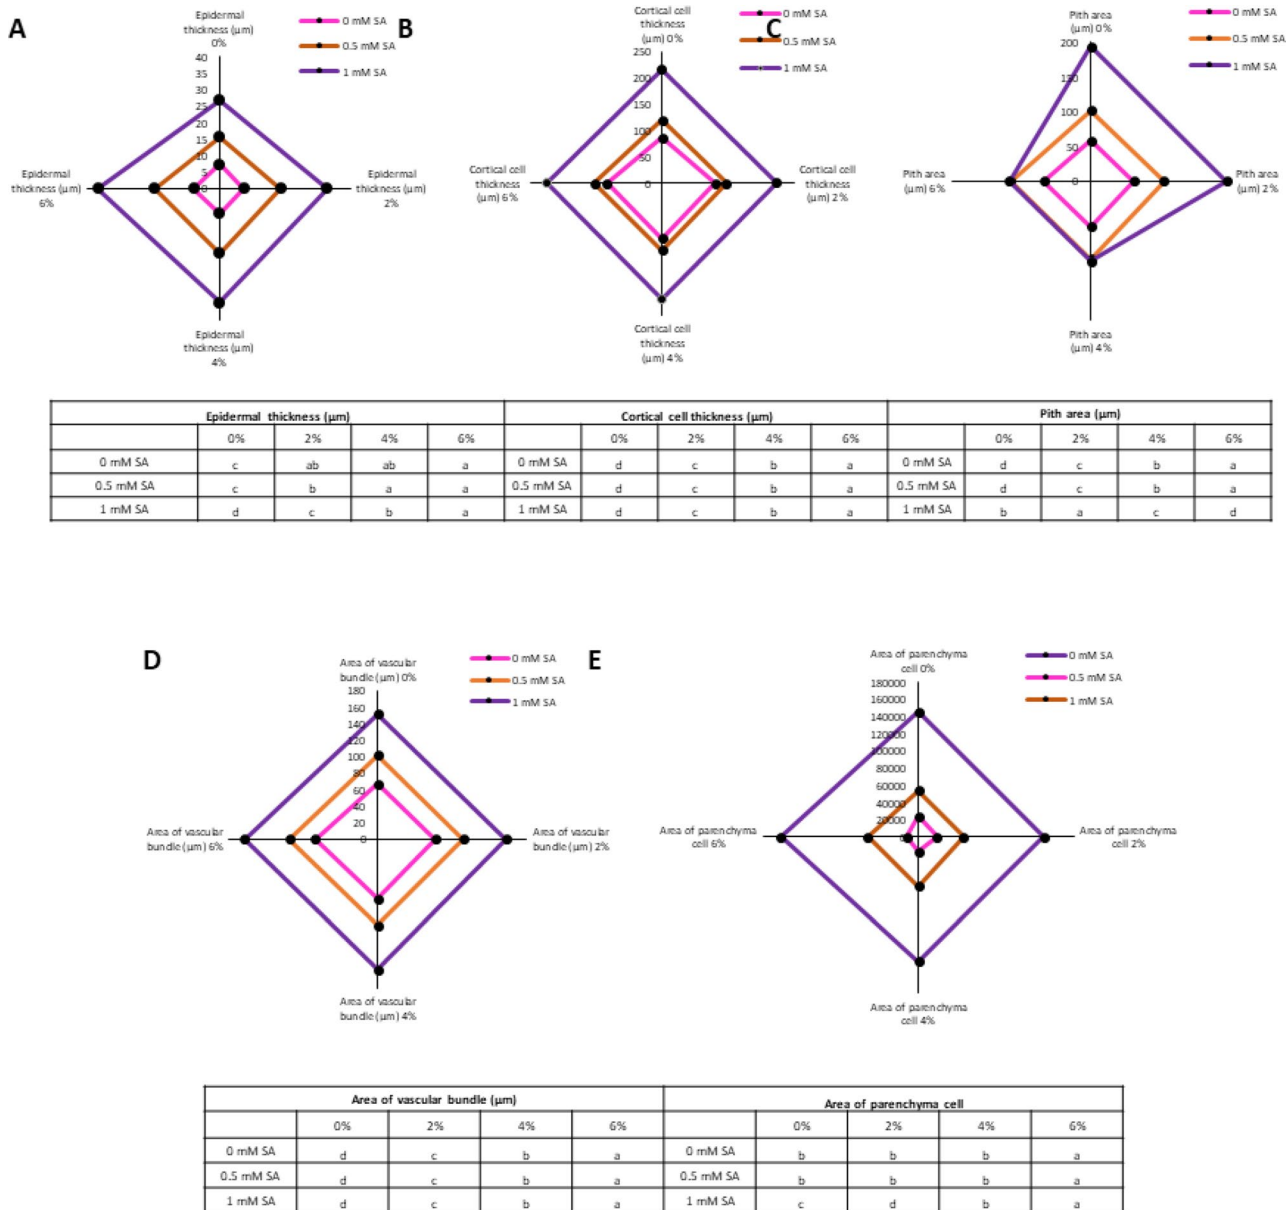 A
Epidermal
thickness (µm)
0%
0 mM SA
0.5 mM SA
1 mM SA
40
35
30
25
20
15
10
5
0
Epidermal
thickness (µm)
6%
Epidermal
thickness (µm)
2%
Epidermal
thickness (µm)
4%
B
Cortical cell
thickness
(µm) 0%
0 mM SA
0.5 mM SA
1 mM SA
250
200
150
100
50
0
Cortical cell
thickness
(µm) 6%
Cortical cell
thickness
(µm) 2%
Cortical cell
thickness
(µm) 4%
C
Pith area
(µm) 0%
0 mM SA
0.5 mM SA
1 mM SA
200
150
100
50
0
Pith area
(µm) 6%
Pith area
(µm) 2%
Pith area
(µm) 4%
Epidermal thickness (µm) Cortical cell thickness (µm) Pith area (µm)
0% 2% 4% 6% 0% 2% 4% 6% 0% 2% 4% 6%
0 mM SA c ab ab a 0 mM SA d c b a 0 mM SA d c b a
0.5 mM SA c b a a 0.5 mM SA d c b a 0.5 mM SA d c b a
1 mM SA d c b a 1 mM SA d c b a 1 mM SA b a c d
D
Area of vascular
bundle (µm) 0%
0 mM SA
0.5 mM SA
1 mM SA
180
160
140
120
100
80
60
40
20
0
Area of vascular
bundle (µm) 6%
Area of vascular
bundle (µm) 2%
Area of vascular
bundle (µm) 4%
E
Area of parenchyma
cell 0%
0 mM SA
0.5 mM SA
1 mM SA
180000
160000
140000
120000
100000
80000
60000
40000
20000
0
Area of parenchyma
cell 6%
Area of parenchyma
cell 2%
Area of parenchyma
cell 4%
Area of vascular bundle (µm) Area of parenchyma cell
0% 2% 4% 6% 0% 2% 4% 6%
0 mM SA d c b a 0 mM SA b b b a
0.5 mM SA d c b a 0.5 mM SA b b b a
1 mM SA d c b a 1 mM SA c d b a